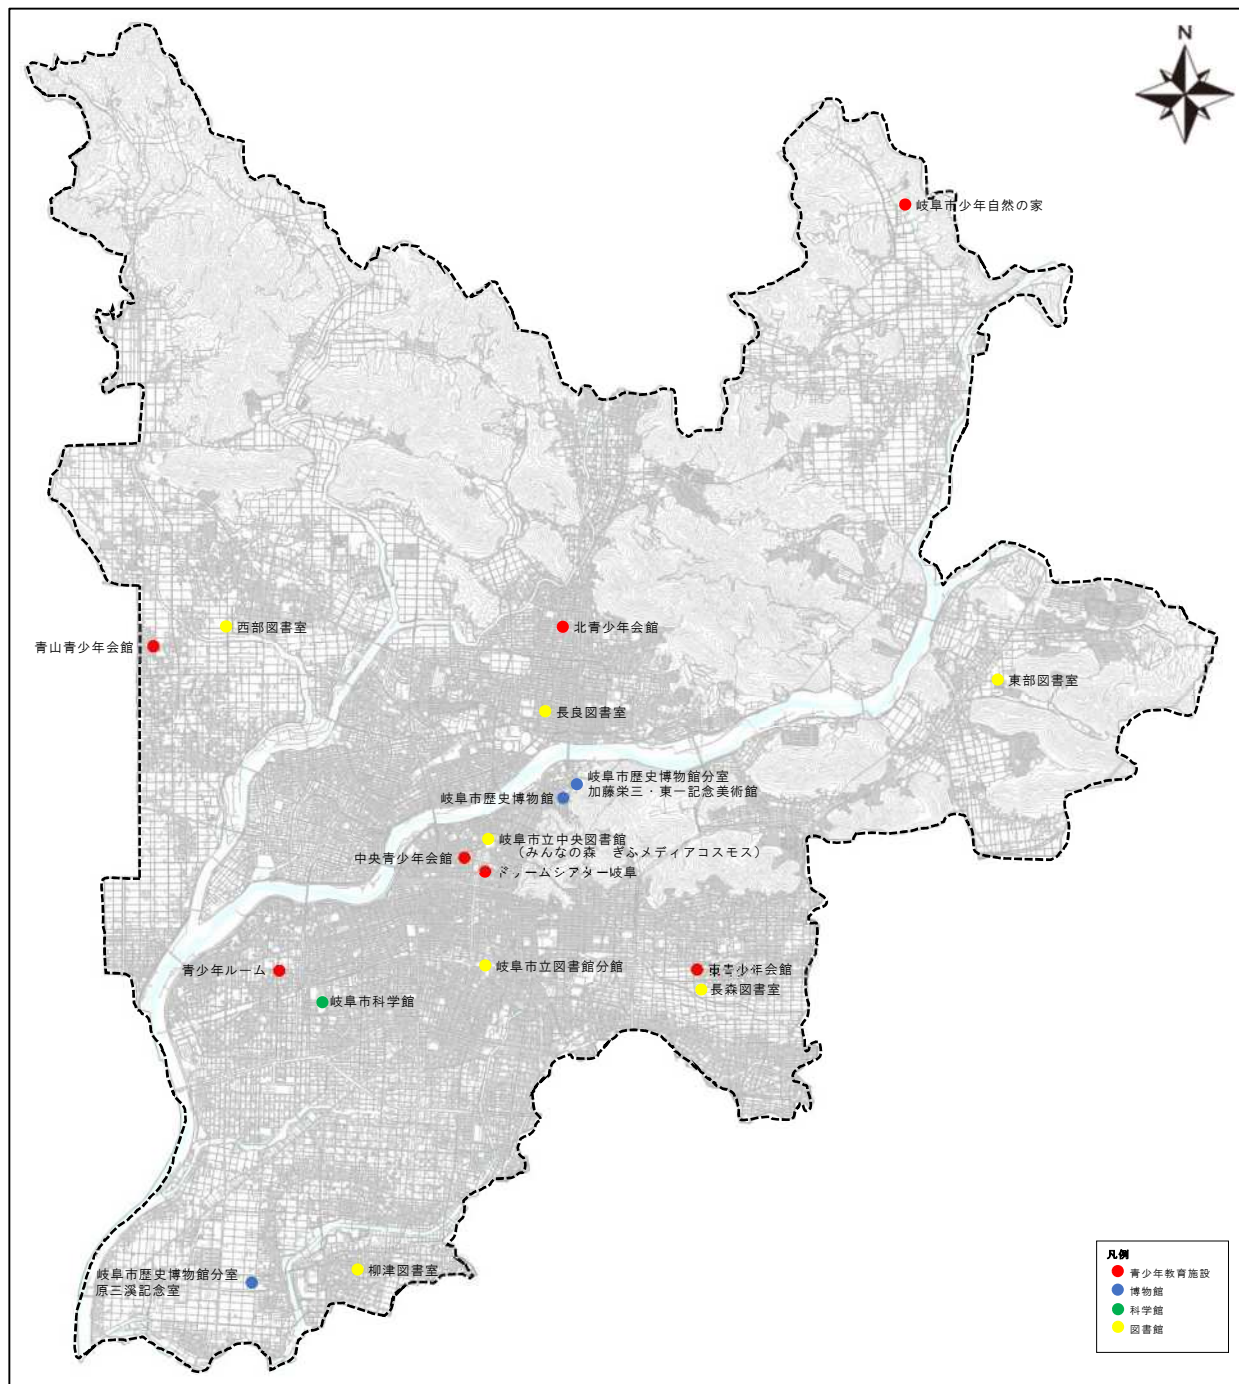 N
岐阜市少年自然の家
西部図書室
北青少年会館
青山青少年会館
東部図書室
長良図書室
岐阜市歴史博物館分室
加藤栄三・東一記念美術館
岐阜市歴史博物館
岐阜市立中央図書館
(みんなの森 ぎふメディアコスモス)
中央青少年会館
ドリームシアター岐阜
岐阜市立図書館分館
青少年ルーム
東青少年会館
長森図書室
岐阜市科学館
岐阜市歴史博物館分室
原三溪記念室
柳津図書室
凡例
青少年教育施設
博物館
科学館
図書館